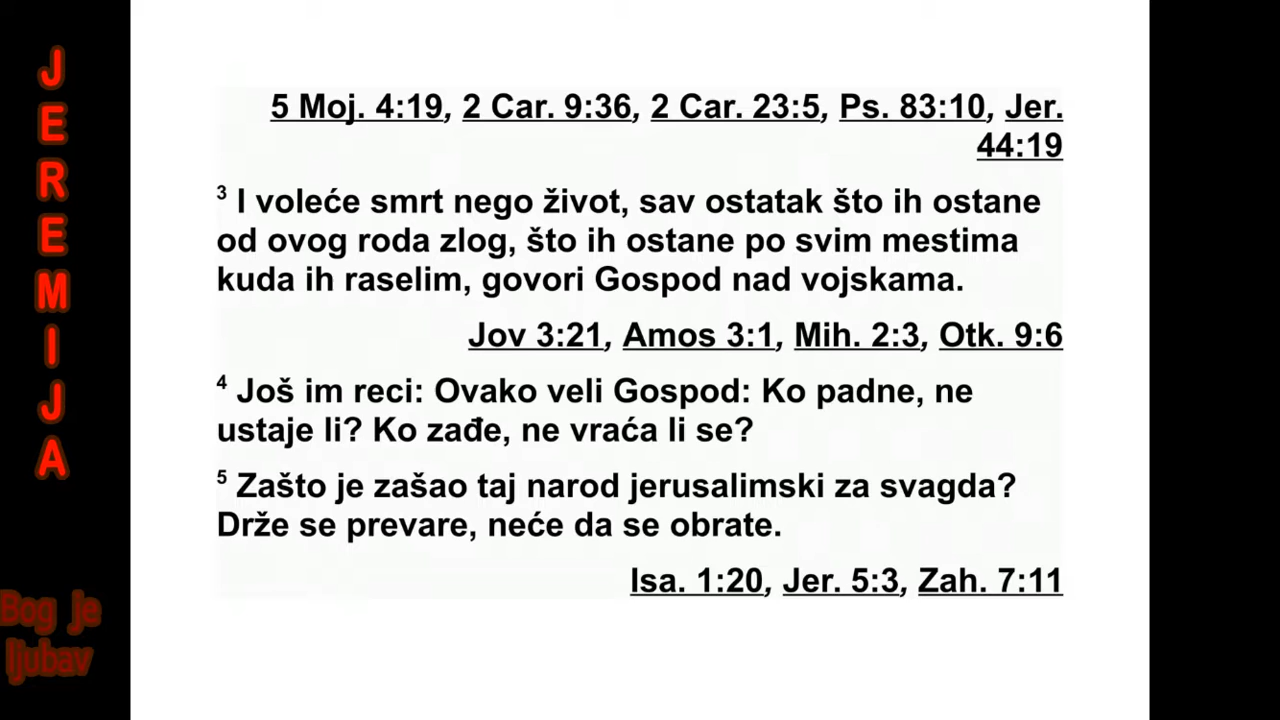 JEREMIJA
5 Moj. 4:19, 2 Car. 9:36, 2 Car. 23:5, Ps. 83:10, Jer.
44:19
3 I voleće smrt nego život, sav ostatak što ih ostane
od ovog roda zlog, što ih ostane po svim mestima
kuda ih raselim, govori Gospod nad vojskama.
Jov 3:21, Amos 3:1, Mih. 2:3, Otk. 9:6
4 Još im reci: Ovako veli Gospod: Ko padne, ne
ustaje li? Ko zađe, ne vraća li se?
5 Zašto je zašao taj narod jerusalimski za svagda?
Drže se prevare, neće da se obrate.
Isa. 1:20, Jer. 5:3, Zah. 7:11
Bog je
ljubav